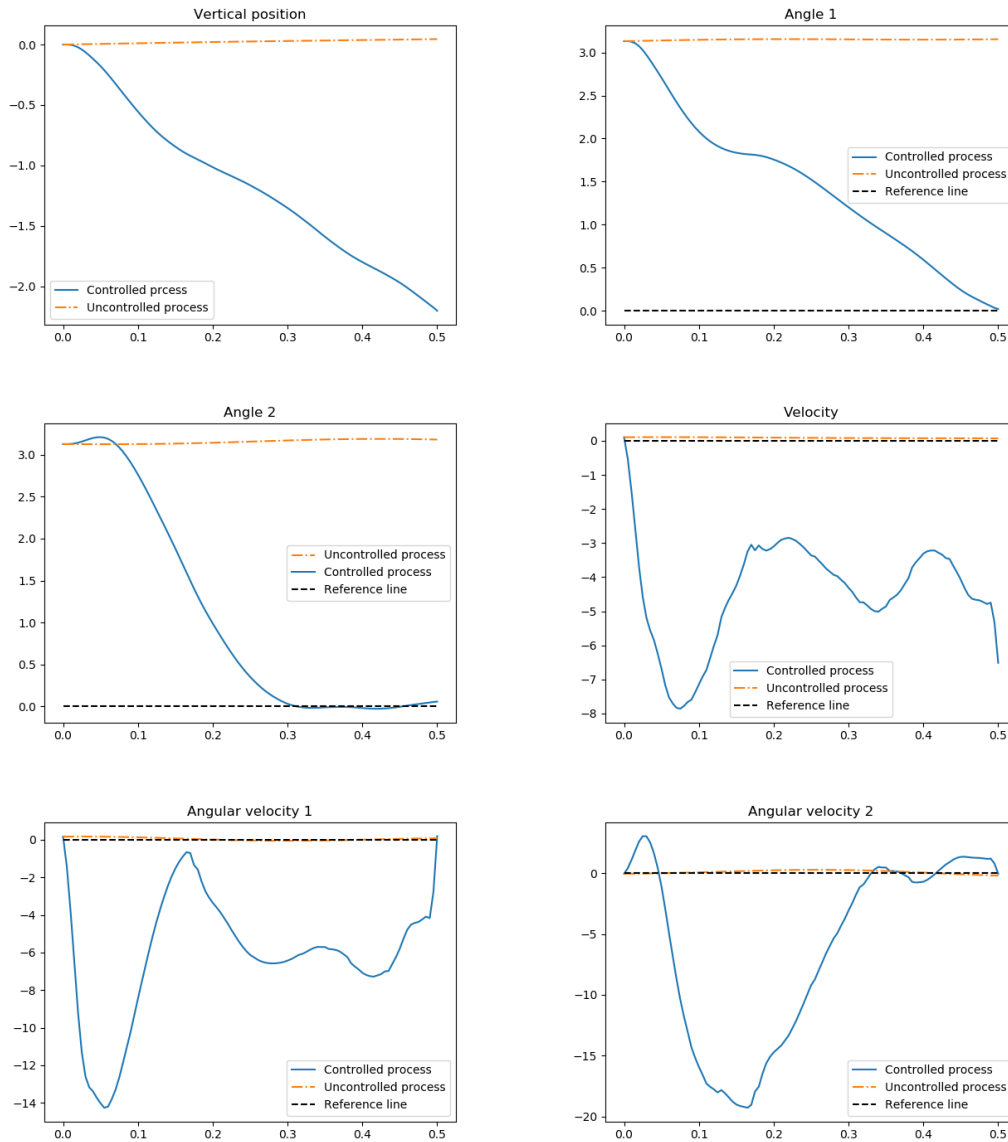 Vertical position
0.0
−0.5
−1.0
−1.5
−2.0
Controlled prcess
Uncontrolled process
0.0 0.1 0.2 0.3 0.4 0.5
Angle 1
3.0
2.5
2.0
1.5
1.0
0.5
0.0
Controlled process
Uncontrolled process
Reference line
0.0 0.1 0.2 0.3 0.4 0.5
Angle 2
3.0
2.5
2.0
1.5
1.0
0.5
0.0
Uncontrolled process
Controlled process
Reference line
0.0 0.1 0.2 0.3 0.4 0.5
Velocity
0
−1
−2
−3
−4
−5
−6
−7
−8
Controlled process
Uncontrolled process
Reference line
0.0 0.1 0.2 0.3 0.4 0.5
Angular velocity 1
0
−2
−4
−6
−8
−10
−12
−14
Controlled process
Uncontrolled process
Reference line
0.0 0.1 0.2 0.3 0.4 0.5
Angular velocity 2
0
−5
−10
−15
−20
Controlled process
Uncontrolled process
Reference line
0.0 0.1 0.2 0.3 0.4 0.5